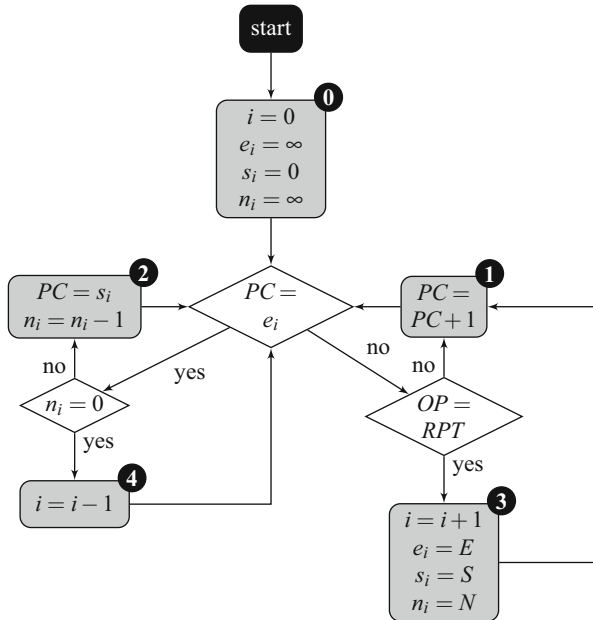 start
0
i = 0
e_i = ∞
s_i = 0
n_i = ∞
2
PC = s_i
n_i = n_i − 1
PC =
e_i
1
PC =
PC + 1
no
yes
no
no
n_i = 0
OP =
RPT
yes
yes
4
i = i − 1
3
i = i + 1
e_i = E
s_i = S
n_i = N